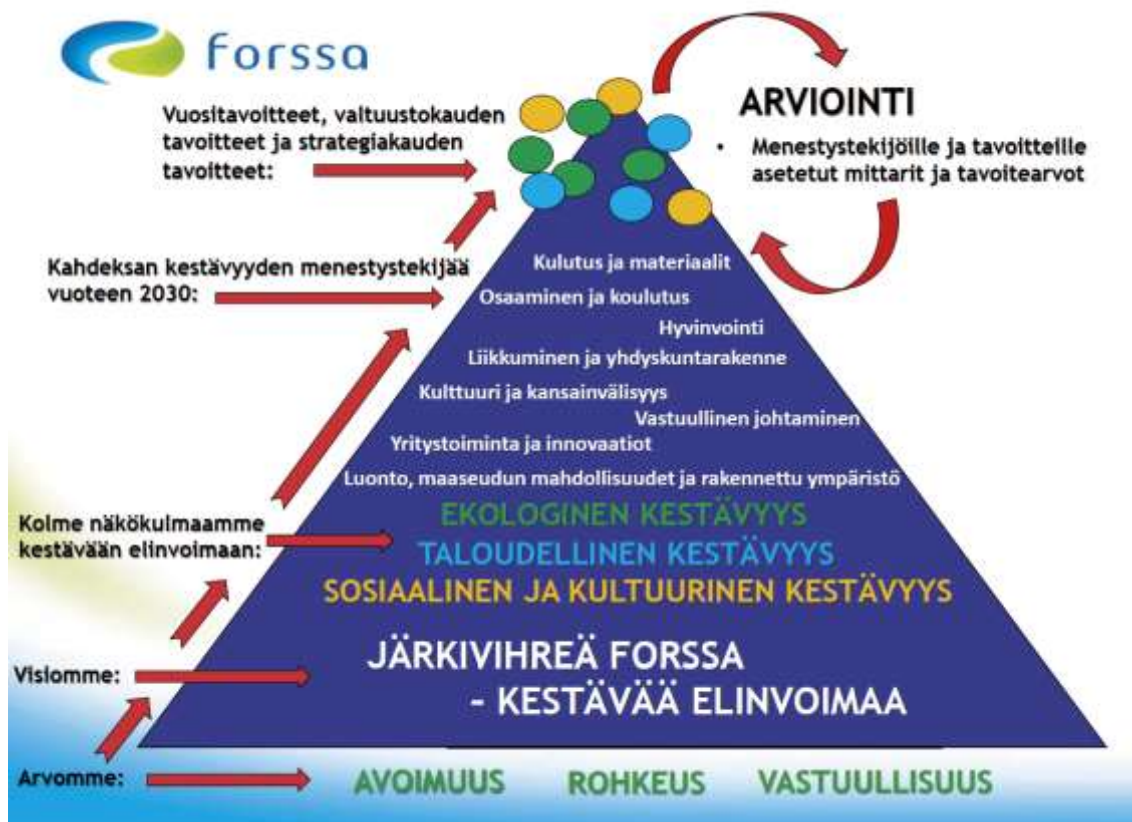 forssa
Vuositavoitteet, valtuustokauden
tavoitteet ja strategiakauden
tavoitteet:
ARVIOINTI
• Menestystekijöille ja tavoitteille
asetetut mittarit ja tavoitearvot
Kahdeksan kestävyyden menestystekijää
vuoteen 2030:
Kulutus ja materiaalit
Osaaminen ja koulutus
Hyvinvointi
Liikkuminen ja yhdyskuntarakenne
Kulttuuri ja kansainvälisyys
Vastuullinen johtaminen
Yritystoiminta ja innovaatiot
Luonto, maaseudun mahdollisuudet ja rakennettu ympäristö
Kolme näkökulmaamme
kestävään elinvoimaan:
EKOLOGINEN KESTÄVYYS
TALOUDELLINEN KESTÄVYYS
SOSIAALINEN JA KULTUURINEN KESTÄVYYS
Visiomme:
JÄRKIVIHREÄ FORSSA
– KESTÄVÄÄ ELINVOIMAA
Arvomme:
AVOIMUUS ROHKEUS VASTUULLISUUS